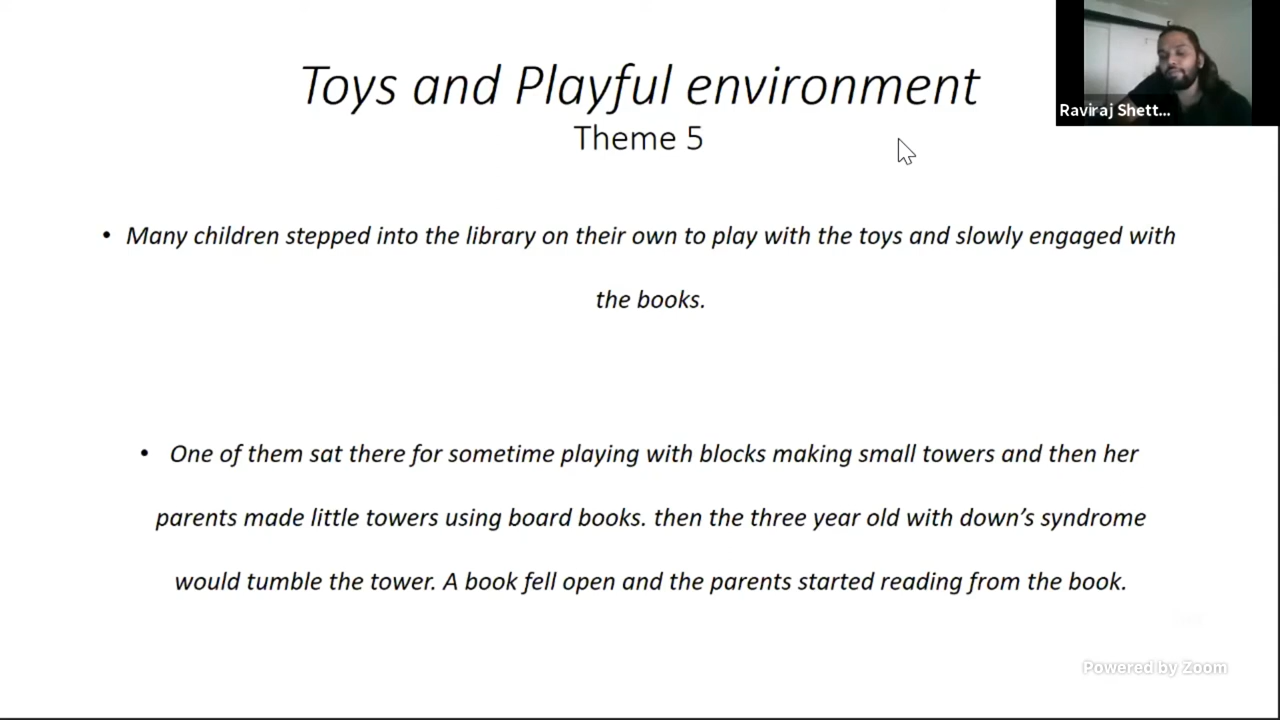 Toys and Playful environment
Theme 5
Raviraj Shett...
• Many children stepped into the library on their own to play with the toys and slowly engaged with
the books.
• One of them sat there for sometime playing with blocks making small towers and then her
parents made little towers using board books. then the three year old with down’s syndrome
would tumble the tower. A book fell open and the parents started reading from the book.
Powered by Zoom